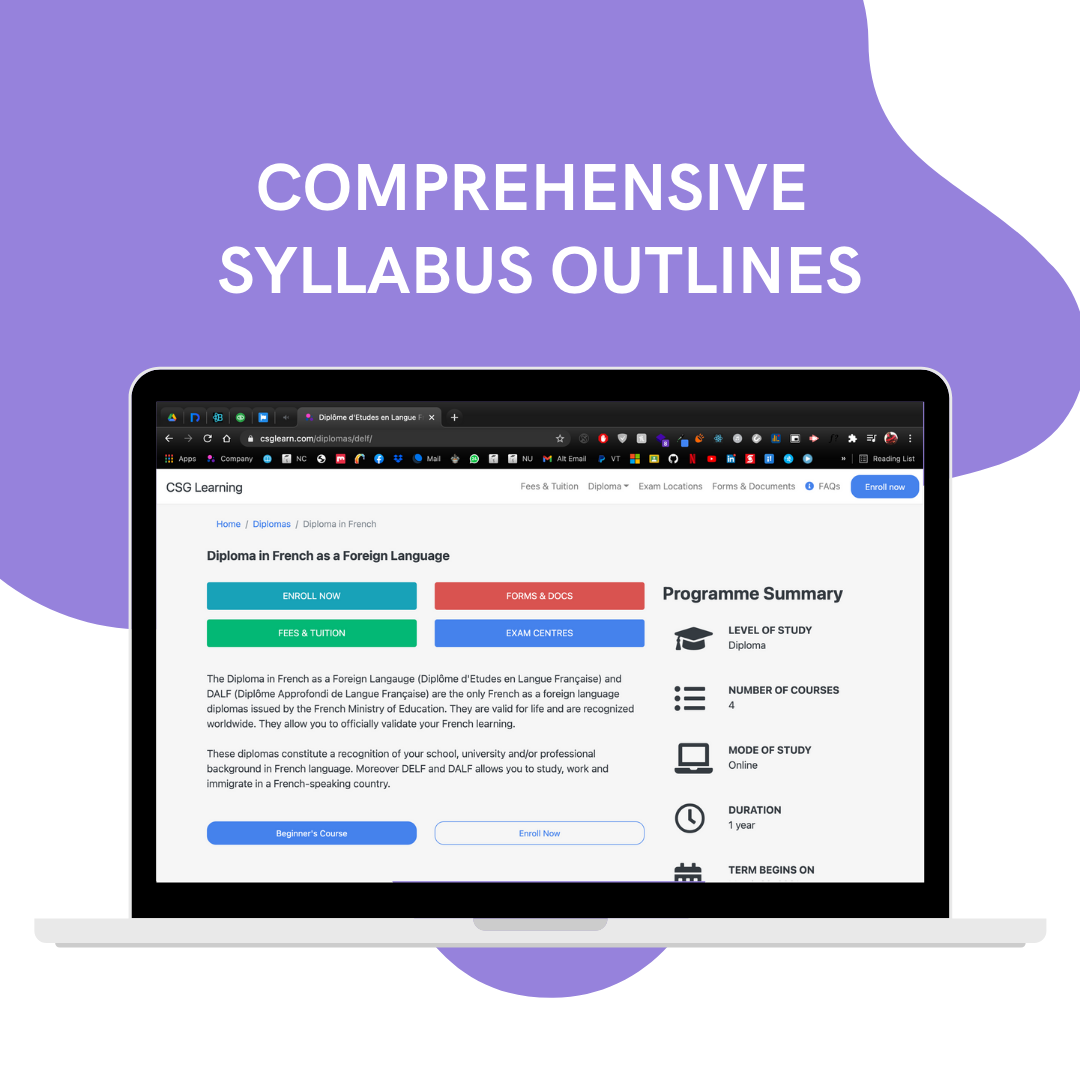 COMPREHENSIVE
SYLLABUS OUTLINES
Diplôme d'Etudes en Langue F
csglearn.com/diplomas/delf/
Apps Company NC Mail NU Alt Email VT » Reading List
CSG Learning Fees & Tuition Diploma Exam Locations Forms & Documents FAQs Enroll now
Home / Diplomas / Diploma in French
Diploma in French as a Foreign Language
ENROLL NOW FORMS & DOCS
FEES & TUITION EXAM CENTRES
The Diploma in French as a Foreign Langauge (Diplôme d'Etudes en Langue Française) and
DALF (Diplôme Approfondi de Langue Française) are the only French as a foreign language
diplomas issued by the French Ministry of Education. They are valid for life and are recognized
worldwide. They allow you to officially validate your French learning.
These diplomas constitute a recognition of your school, university and/or professional
background in French language. Moreover DELF and DALF allows you to study, work and
immigrate in a French-speaking country.
Beginner's Course Enroll Now
Programme Summary
LEVEL OF STUDY
Diploma
NUMBER OF COURSES
4
MODE OF STUDY
Online
DURATION
1 year
TERM BEGINS ON